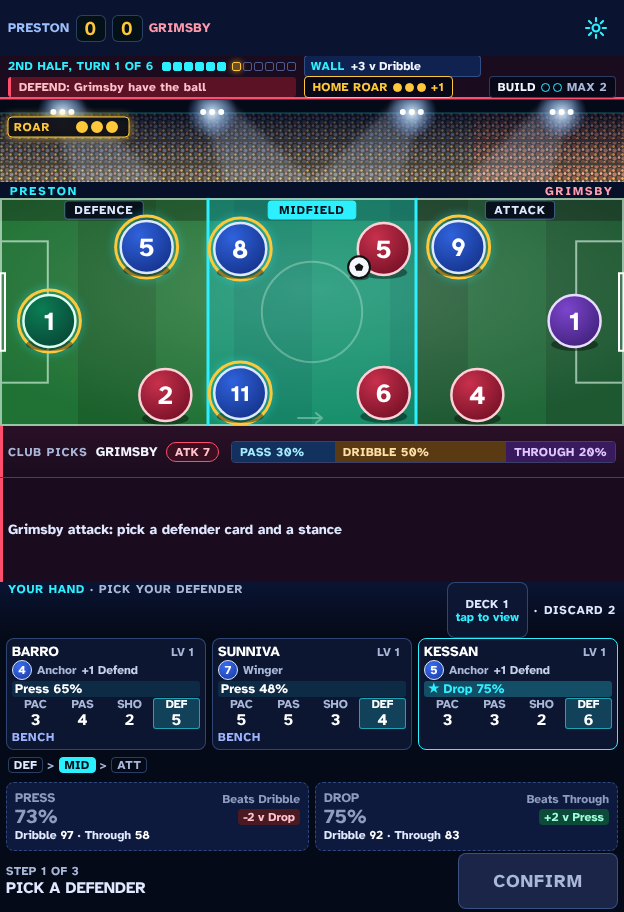 PRESTON 0 0 GRIMSBY
2ND HALF, TURN 1 OF 6
WALL +3 v Dribble
DEFEND: Grimsby have the ball
HOME ROAR +1
BUILD MAX 2
ROAR
PRESTON GRIMSBY
DEFENCE MIDFIELD ATTACK
5 8 5 9
1 1
2 11 6 4
CLUB PICKS GRIMSBY ATK 7 PASS 30% DRIBBLE 50% THROUGH 20%
Grimsby attack: pick a defender card and a stance
YOUR HAND · PICK YOUR DEFENDER
DECK 1
tap to view
· DISCARD 2
BARRO LV 1
4 Anchor +1 Defend
Press 65%
PAC PAS SHO DEF
3 4 2 5
BENCH
SUNNIVA LV 1
7 Winger
Press 48%
PAC PAS SHO DEF
5 5 3 4
BENCH
KESSAN LV 1
5 Anchor +1 Defend
★ Drop 75%
PAC PAS SHO DEF
3 3 2 6
DEF > MID > ATT
PRESS Beats Dribble
73% -2 v Drop
Dribble 97 · Through 58
DROP Beats Through
75% +2 v Press
Dribble 92 · Through 83
STEP 1 OF 3
PICK A DEFENDER
CONFIRM